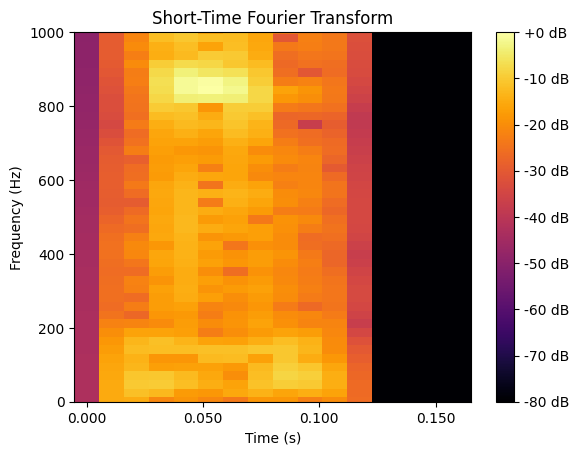 Short-Time Fourier Transform
1000
800
600
400
200
0
Frequency (Hz)
0.000
0.050
0.100
0.150
Time (s)
+0 dB
-10 dB
-20 dB
-30 dB
-40 dB
-50 dB
-60 dB
-70 dB
-80 dB